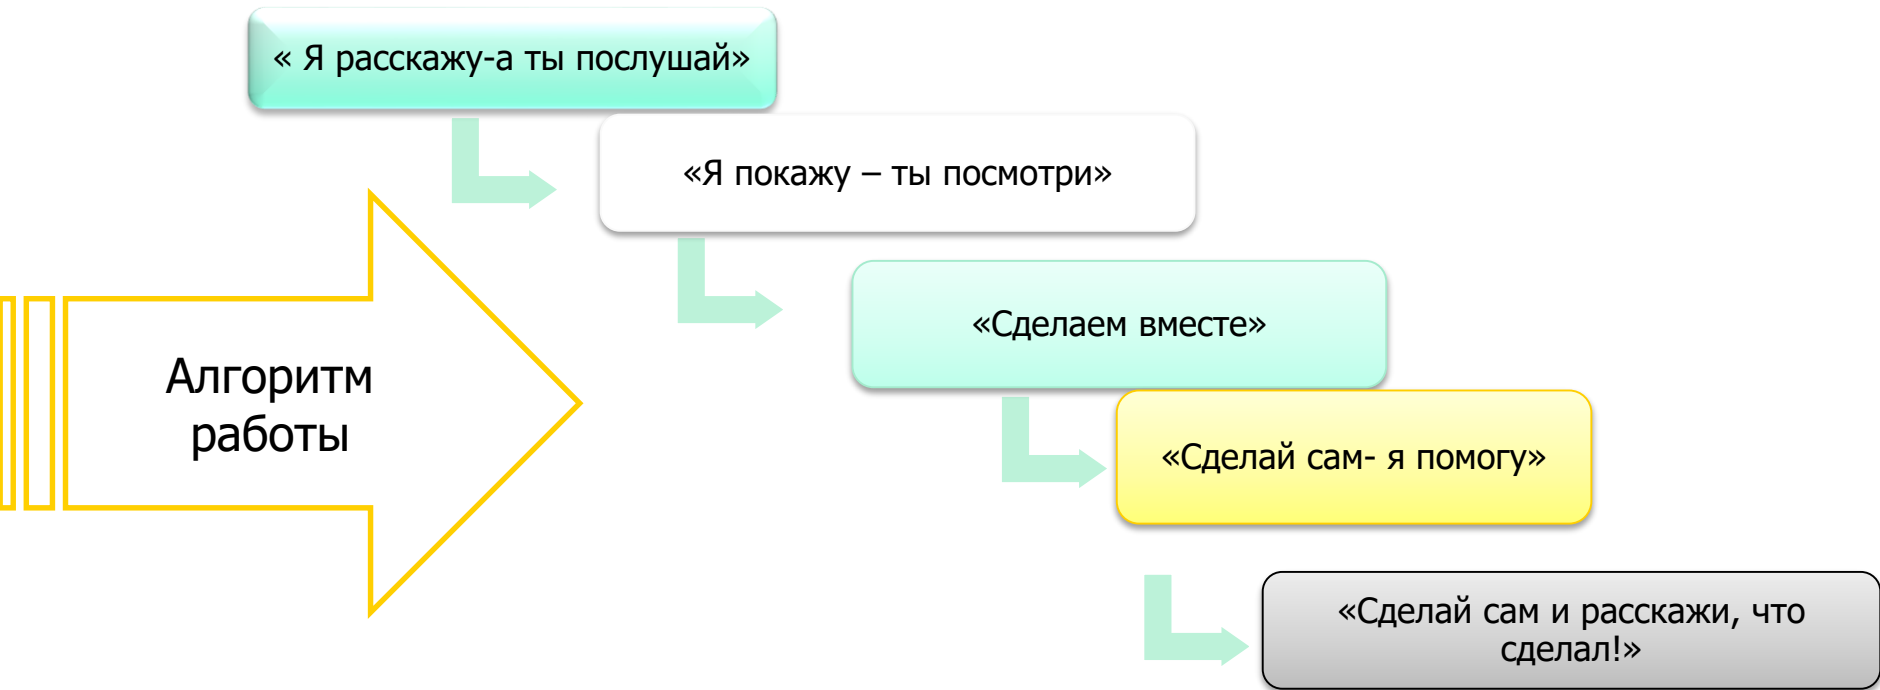 « Я расскажу-а ты послушай»
«Я покажу – ты посмотри»
«Сделаем вместе»
Алгоритм
работы
«Сделай сам- я помогу»
«Сделай сам и расскажи, что
сделал!»